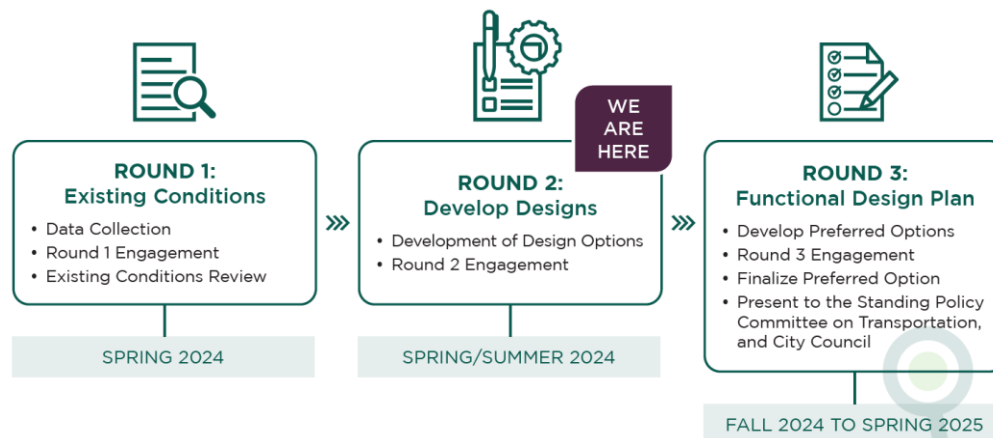 WE
ARE
HERE
ROUND 1:
Existing Conditions
• Data Collection
• Round 1 Engagement
• Existing Conditions Review
SPRING 2024
ROUND 2:
Develop Designs
• Development of Design Options
• Round 2 Engagement
SPRING/SUMMER 2024
ROUND 3:
Functional Design Plan
• Develop Preferred Options
• Round 3 Engagement
• Finalize Preferred Option
• Present to the Standing Policy
Committee on Transportation,
and City Council
FALL 2024 TO SPRING 2025